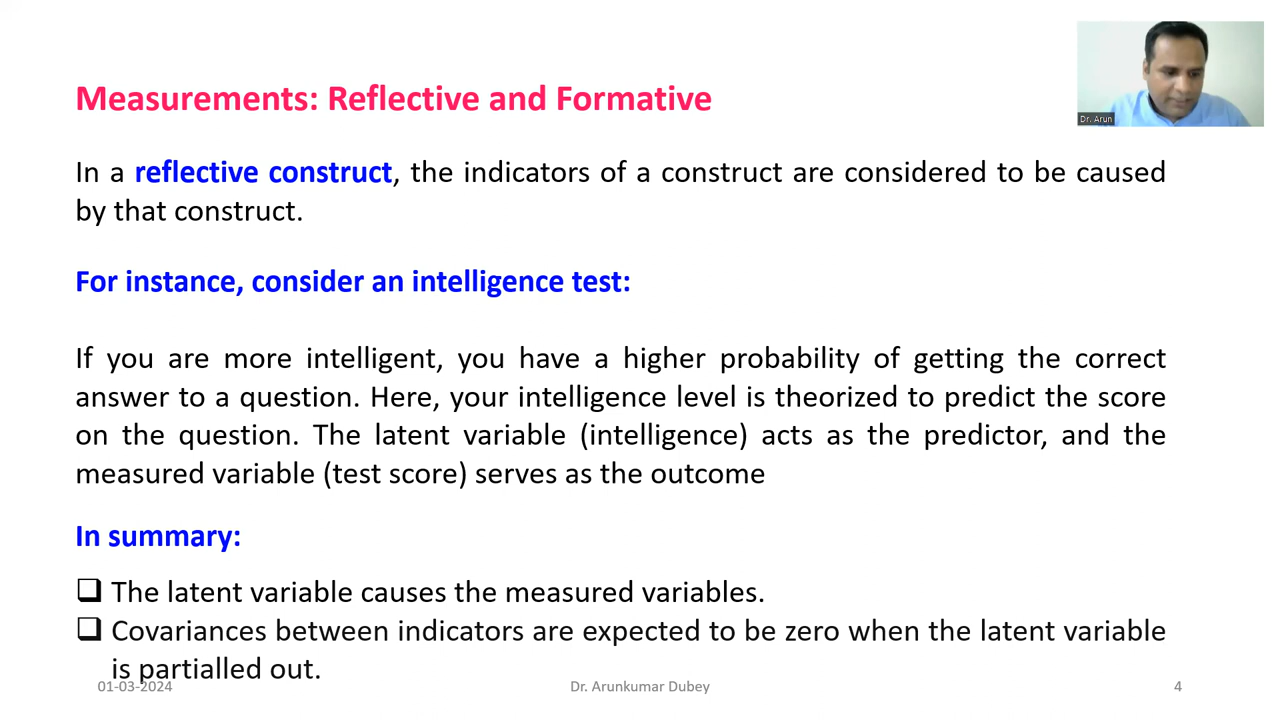 Dr. Arun
Measurements: Reflective and Formative
In a reflective construct, the indicators of a construct are considered to be caused
by that construct.
For instance, consider an intelligence test:
If you are more intelligent, you have a higher probability of getting the correct
answer to a question. Here, your intelligence level is theorized to predict the score
on the question. The latent variable (intelligence) acts as the predictor, and the
measured variable (test score) serves as the outcome
In summary:
❑ The latent variable causes the measured variables.
❑ Covariances between indicators are expected to be zero when the latent variable
is partialled out.
01-03-2024 Dr. Arunkumar Dubey 4